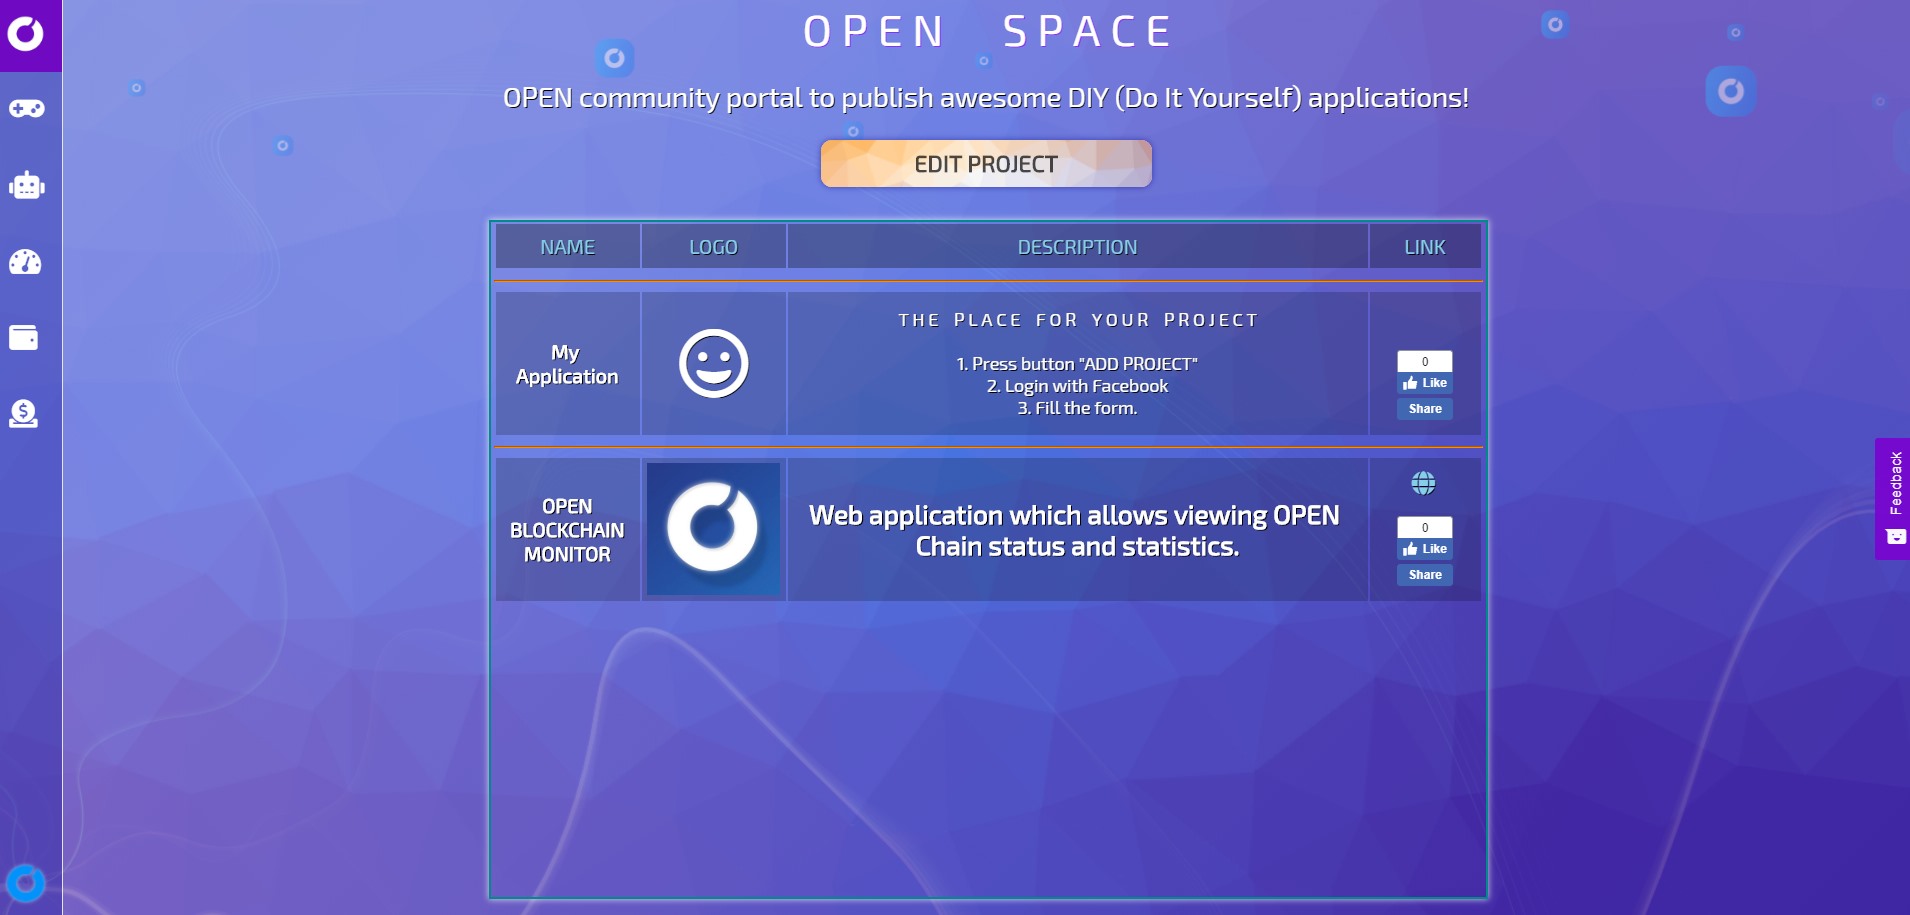 OPEN SPACE
OPEN community portal to publish awesome DIY (Do It Yourself) applications!
EDIT PROJECT
NAME
LOGO
DESCRIPTION
LINK
My
Application
THE PLACE FOR YOUR PROJECT
1. Press button "ADD PROJECT"
2. Login with Facebook
3. Fill the form.
0
Like
Share
OPEN
BLOCKCHAIN
MONITOR
Web application which allows viewing OPEN
Chain status and statistics.
0
Like
Share
Feedback